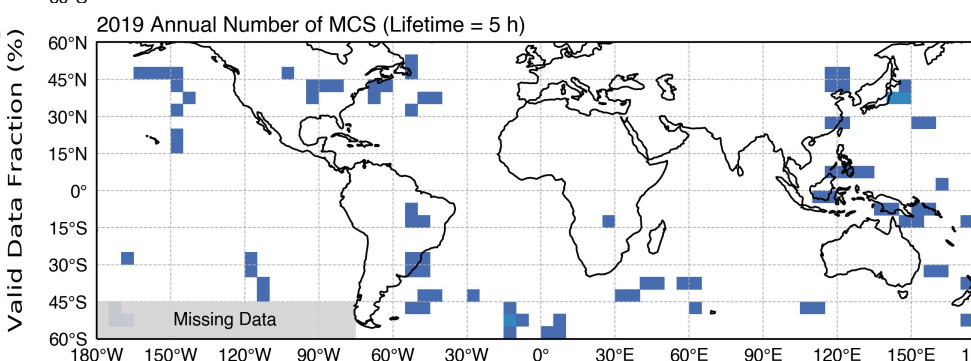 2019 Annual Number of MCS (Lifetime = 5 h)
Valid Data Fraction (%)
60°N
45°N
30°N
15°N
0°
15°S
30°S
45°S
60°S
Missing Data
180°W 150°W 120°W 90°W 60°W 30°W 0° 30°E 60°E 90°E 120°E 150°E